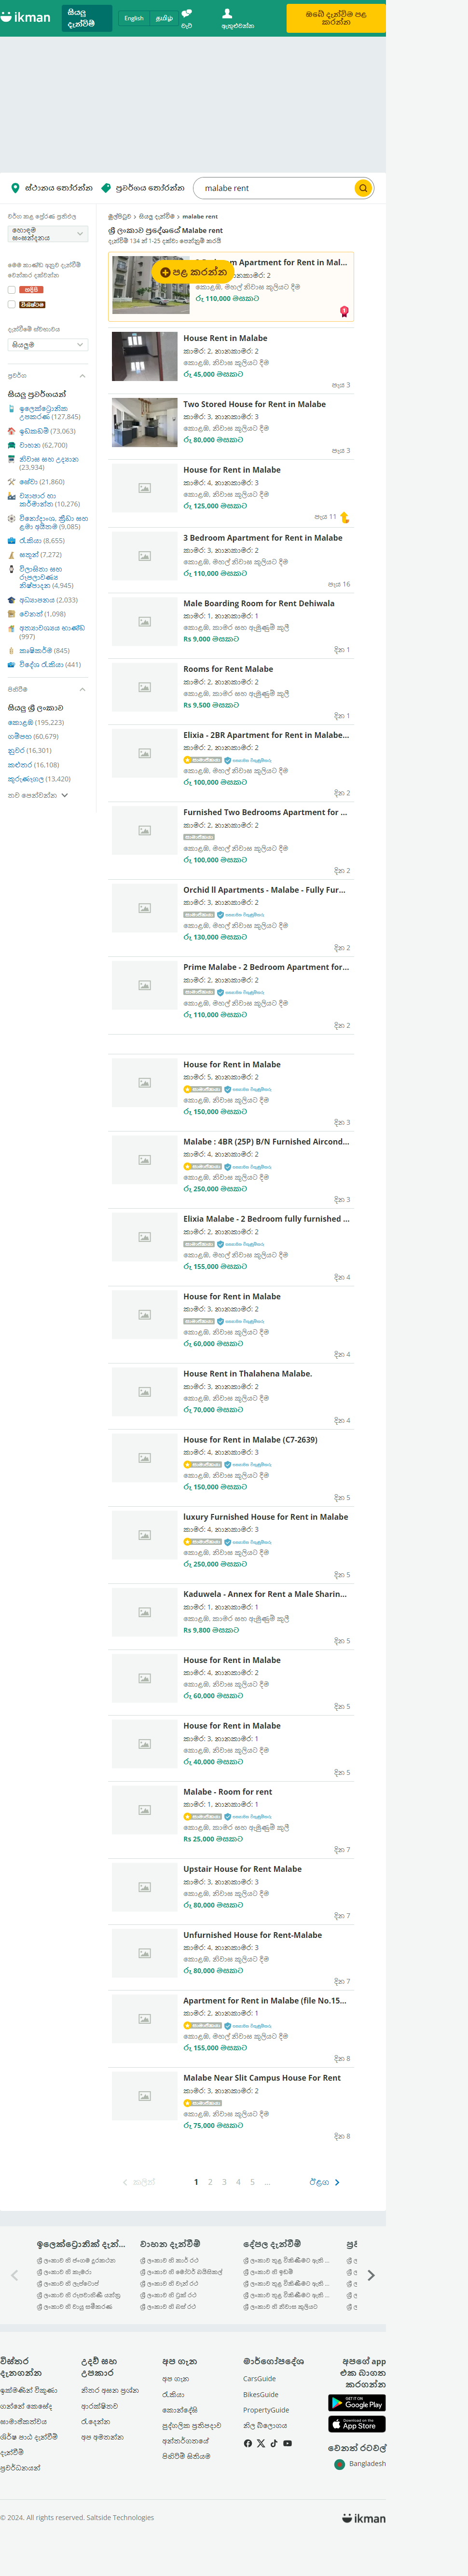 ikman
සියලු දැන්වීම්
English
தமிழ்
චැට්
ඇතුළුවන්න
ඔබේ දැන්වීම පළ කරන්න
ස්ථානය තෝරන්න
ප්‍රවර්ගය තෝරන්න
malabe rent
මුල්පිටුව
සියලු දැන්වීම්
malabe rent
ශ්‍රී ලංකාව ප්‍රදේශයේ Malabe rent
දැන්වීම් 134 න් 1-25 දක්වා පෙන්නුම් කරයි
පළ කරන්න
කොළඹ, මහල් නිවාස කුලියට දීම
රු 110,000 මසකට
House Rent in Malabe
කාමර: 2, නානකාමර: 2
කොළඹ, නිවාස කුලියට දීම
රු 45,000 මසකට
පැය 3
Two Stored House for Rent in Malabe
කාමර: 3, නානකාමර: 3
කොළඹ, නිවාස කුලියට දීම
රු 80,000 මසකට
පැය 3
House for Rent in Malabe
කාමර: 4, නානකාමර: 3
කොළඹ, නිවාස කුලියට දීම
රු 125,000 මසකට
පැය 11
3 Bedroom Apartment for Rent in Malabe
කාමර: 3, නානකාමර: 2
කොළඹ, මහල් නිවාස කුලියට දීම
රු 110,000 මසකට
පැය 16
Male Boarding Room for Rent Dehiwala
කාමර: 1, නානකාමර: 1
කොළඹ, කාමර සහ ඇමුණුම් කුලී
Rs 9,000 මසකට
දින 1
Rooms for Rent Malabe
කාමර: 2, නානකාමර: 2
කොළඹ, කාමර සහ ඇමුණුම් කුලී
Rs 9,500 මසකට
දින 1
Elixia - 2BR Apartment for Rent in Malabe...
කාමර: 2, නානකාමර: 2
කොළඹ, මහල් නිවාස කුලියට දීම
රු 100,000 මසකට
දින 2
Furnished Two Bedrooms Apartment for ...
කාමර: 2, නානකාමර: 2
කොළඹ, මහල් නිවාස කුලියට දීම
රු 100,000 මසකට
දින 2
Orchid ll Apartments - Malabe - Fully Fur...
කාමර: 3, නානකාමර: 2
කොළඹ, මහල් නිවාස කුලියට දීම
රු 130,000 මසකට
දින 2
Prime Malabe - 2 Bedroom Apartment for...
කාමර: 2, නානකාමර: 2
කොළඹ, මහල් නිවාස කුලියට දීම
රු 110,000 මසකට
දින 2
House for Rent in Malabe
කාමර: 5, නානකාමර: 2
කොළඹ, නිවාස කුලියට දීම
රු 150,000 මසකට
දින 3
Malabe : 4BR (25P) B/N Furnished Aircond...
කාමර: 4, නානකාමර: 2
කොළඹ, නිවාස කුලියට දීම
රු 250,000 මසකට
දින 3
Elixia Malabe - 2 Bedroom fully furnished ...
කාමර: 2, නානකාමර: 2
කොළඹ, මහල් නිවාස කුලියට දීම
රු 155,000 මසකට
දින 4
House for Rent in Malabe
කාමර: 3, නානකාමර: 2
කොළඹ, නිවාස කුලියට දීම
රු 60,000 මසකට
දින 4
House Rent in Thalahena Malabe.
කාමර: 3, නානකාමර: 2
කොළඹ, නිවාස කුලියට දීම
රු 70,000 මසකට
දින 4
House for Rent in Malabe (C7-2639)
කාමර: 4, නානකාමර: 3
කොළඹ, නිවාස කුලියට දීම
රු 150,000 මසකට
දින 5
luxury Furnished House for Rent in Malabe
කාමර: 4, නානකාමර: 3
කොළඹ, නිවාස කුලියට දීම
රු 250,000 මසකට
දින 5
Kaduwela - Annex for Rent a Male Sharin...
කාමර: 1, නානකාමර: 1
කොළඹ, කාමර සහ ඇමුණුම් කුලී
Rs 9,800 මසකට
දින 5
House for Rent in Malabe
කාමර: 4, නානකාමර: 2
කොළඹ, නිවාස කුලියට දීම
රු 60,000 මසකට
දින 5
House for Rent in Malabe
කාමර: 3, නානකාමර: 1
කොළඹ, නිවාස කුලියට දීම
රු 40,000 මසකට
දින 5
Malabe - Room for rent
කාමර: 1, නානකාමර: 1
කොළඹ, කාමර සහ ඇමුණුම් කුලී
Rs 25,000 මසකට
දින 7
Upstair House for Rent Malabe
කාමර: 3, නානකාමර: 3
කොළඹ, නිවාස කුලියට දීම
රු 80,000 මසකට
දින 7
Unfurnished House for Rent-Malabe
කාමර: 4, නානකාමර: 3
කොළඹ, නිවාස කුලියට දීම
රු 80,000 මසකට
දින 7
Apartment for Rent in Malabe (file No.15...
කාමර: 2, නානකාමර: 1
කොළඹ, මහල් නිවාස කුලියට දීම
රු 155,000 මසකට
දින 8
Malabe Near Slit Campus House For Rent
කාමර: 3, නානකාමර: 2
කොළඹ, නිවාස කුලියට දීම
රු 75,000 මසකට
දින 8
කලින්
1 2 3 4 5 ...
ඊළග
සියලුම
ප්‍රවර්ග
සියලු ප්‍රවර්ගයන්
ඉලෙක්ට්‍රොනික උපකරණ (127,845)
ඉඩකඩම් (73,063)
වාහන (62,700)
නිවාස සහ උද්‍යාන (23,934)
සේවා (21,860)
ව්‍යාපාර හා කර්මාන්ත (10,276)
විනෝදාංශ, ක්‍රීඩා සහ ළමා අයිතම (9,085)
රැකියා (8,655)
සතුන් (7,272)
විලාසිතා සහ රූපලාවණ්‍ය නිෂ්පාදන (4,945)
අධ්‍යාපනය (2,033)
වෙනත් (1,098)
අත්‍යාවශ්‍යය භාණ්ඩ (997)
කෘෂිකර්ම (845)
විදේශ රැකියා (441)
පිහිටීම
සියලු ශ්‍රී ලංකාව
කොළඹ (195,223)
ගම්පහ (60,679)
නුවර (16,301)
කළුතර (16,108)
කුරුණෑගල (13,420)
තව පෙන්වන්න
ඉලෙක්ට්‍රොනික් දැන්...
වාහන දැන්වීම්
දේපල දැන්වීම්
විස්තර දැනගන්න
ඉක්මණින් විකුණා ගන්නේ කෙසේද
සාමාජිකත්වය
ශීර්ෂ පාඨ දැන්වීම්
දැන්වීම්
ප්‍රවර්ධනයන්
උදව් සහ උපකාර
නිතර අසන ප්‍රශ්න
ආරක්ෂිතව රැදෙන්න
අප අමතන්න
අප ගැන
අප ගැන
රැකියා
කොන්දේසි
පුද්ගලික ප්‍රතිපදාව
අන්තර්ගතයේ පිහිටීම් සිතියම
මාර්ගෝපදේශ
CarsGuide
BikesGuide
PropertyGuide
නිල බ්ලොගය
අපගේ app එක බාගත කරගන්න
GET IT ON Google Play
Download on the App Store
වෙනත් රටවල්
Bangladesh
© 2024. All rights reserved. Saltside Technologies
ikman